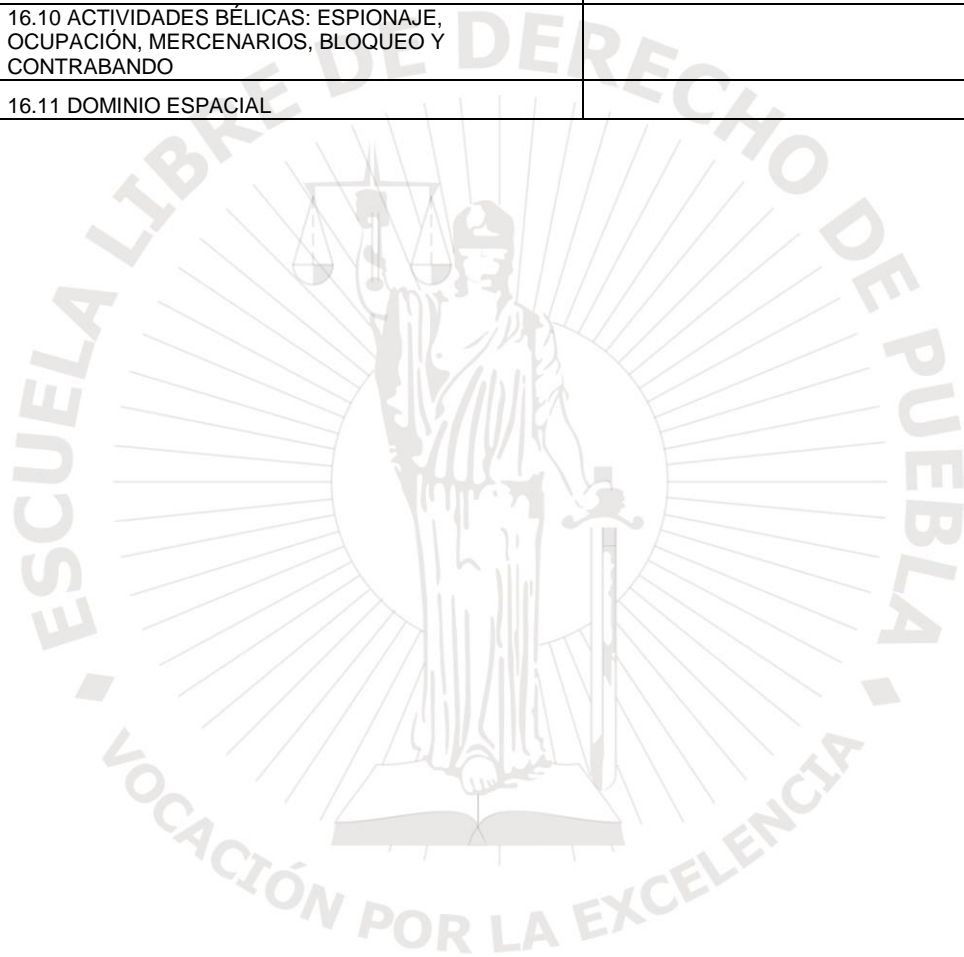 16.10 ACTIVIDADES BÉLICAS: ESPIONAJE,
OCUPACIÓN, MERCENARIOS, BLOQUEO Y
CONTRABANDO
16.11 DOMINIO ESPACIAL
ESCUELA LIBRE DE DERECHO DE PUEBLA
VOCACIÓN POR LA EXCELENCIA